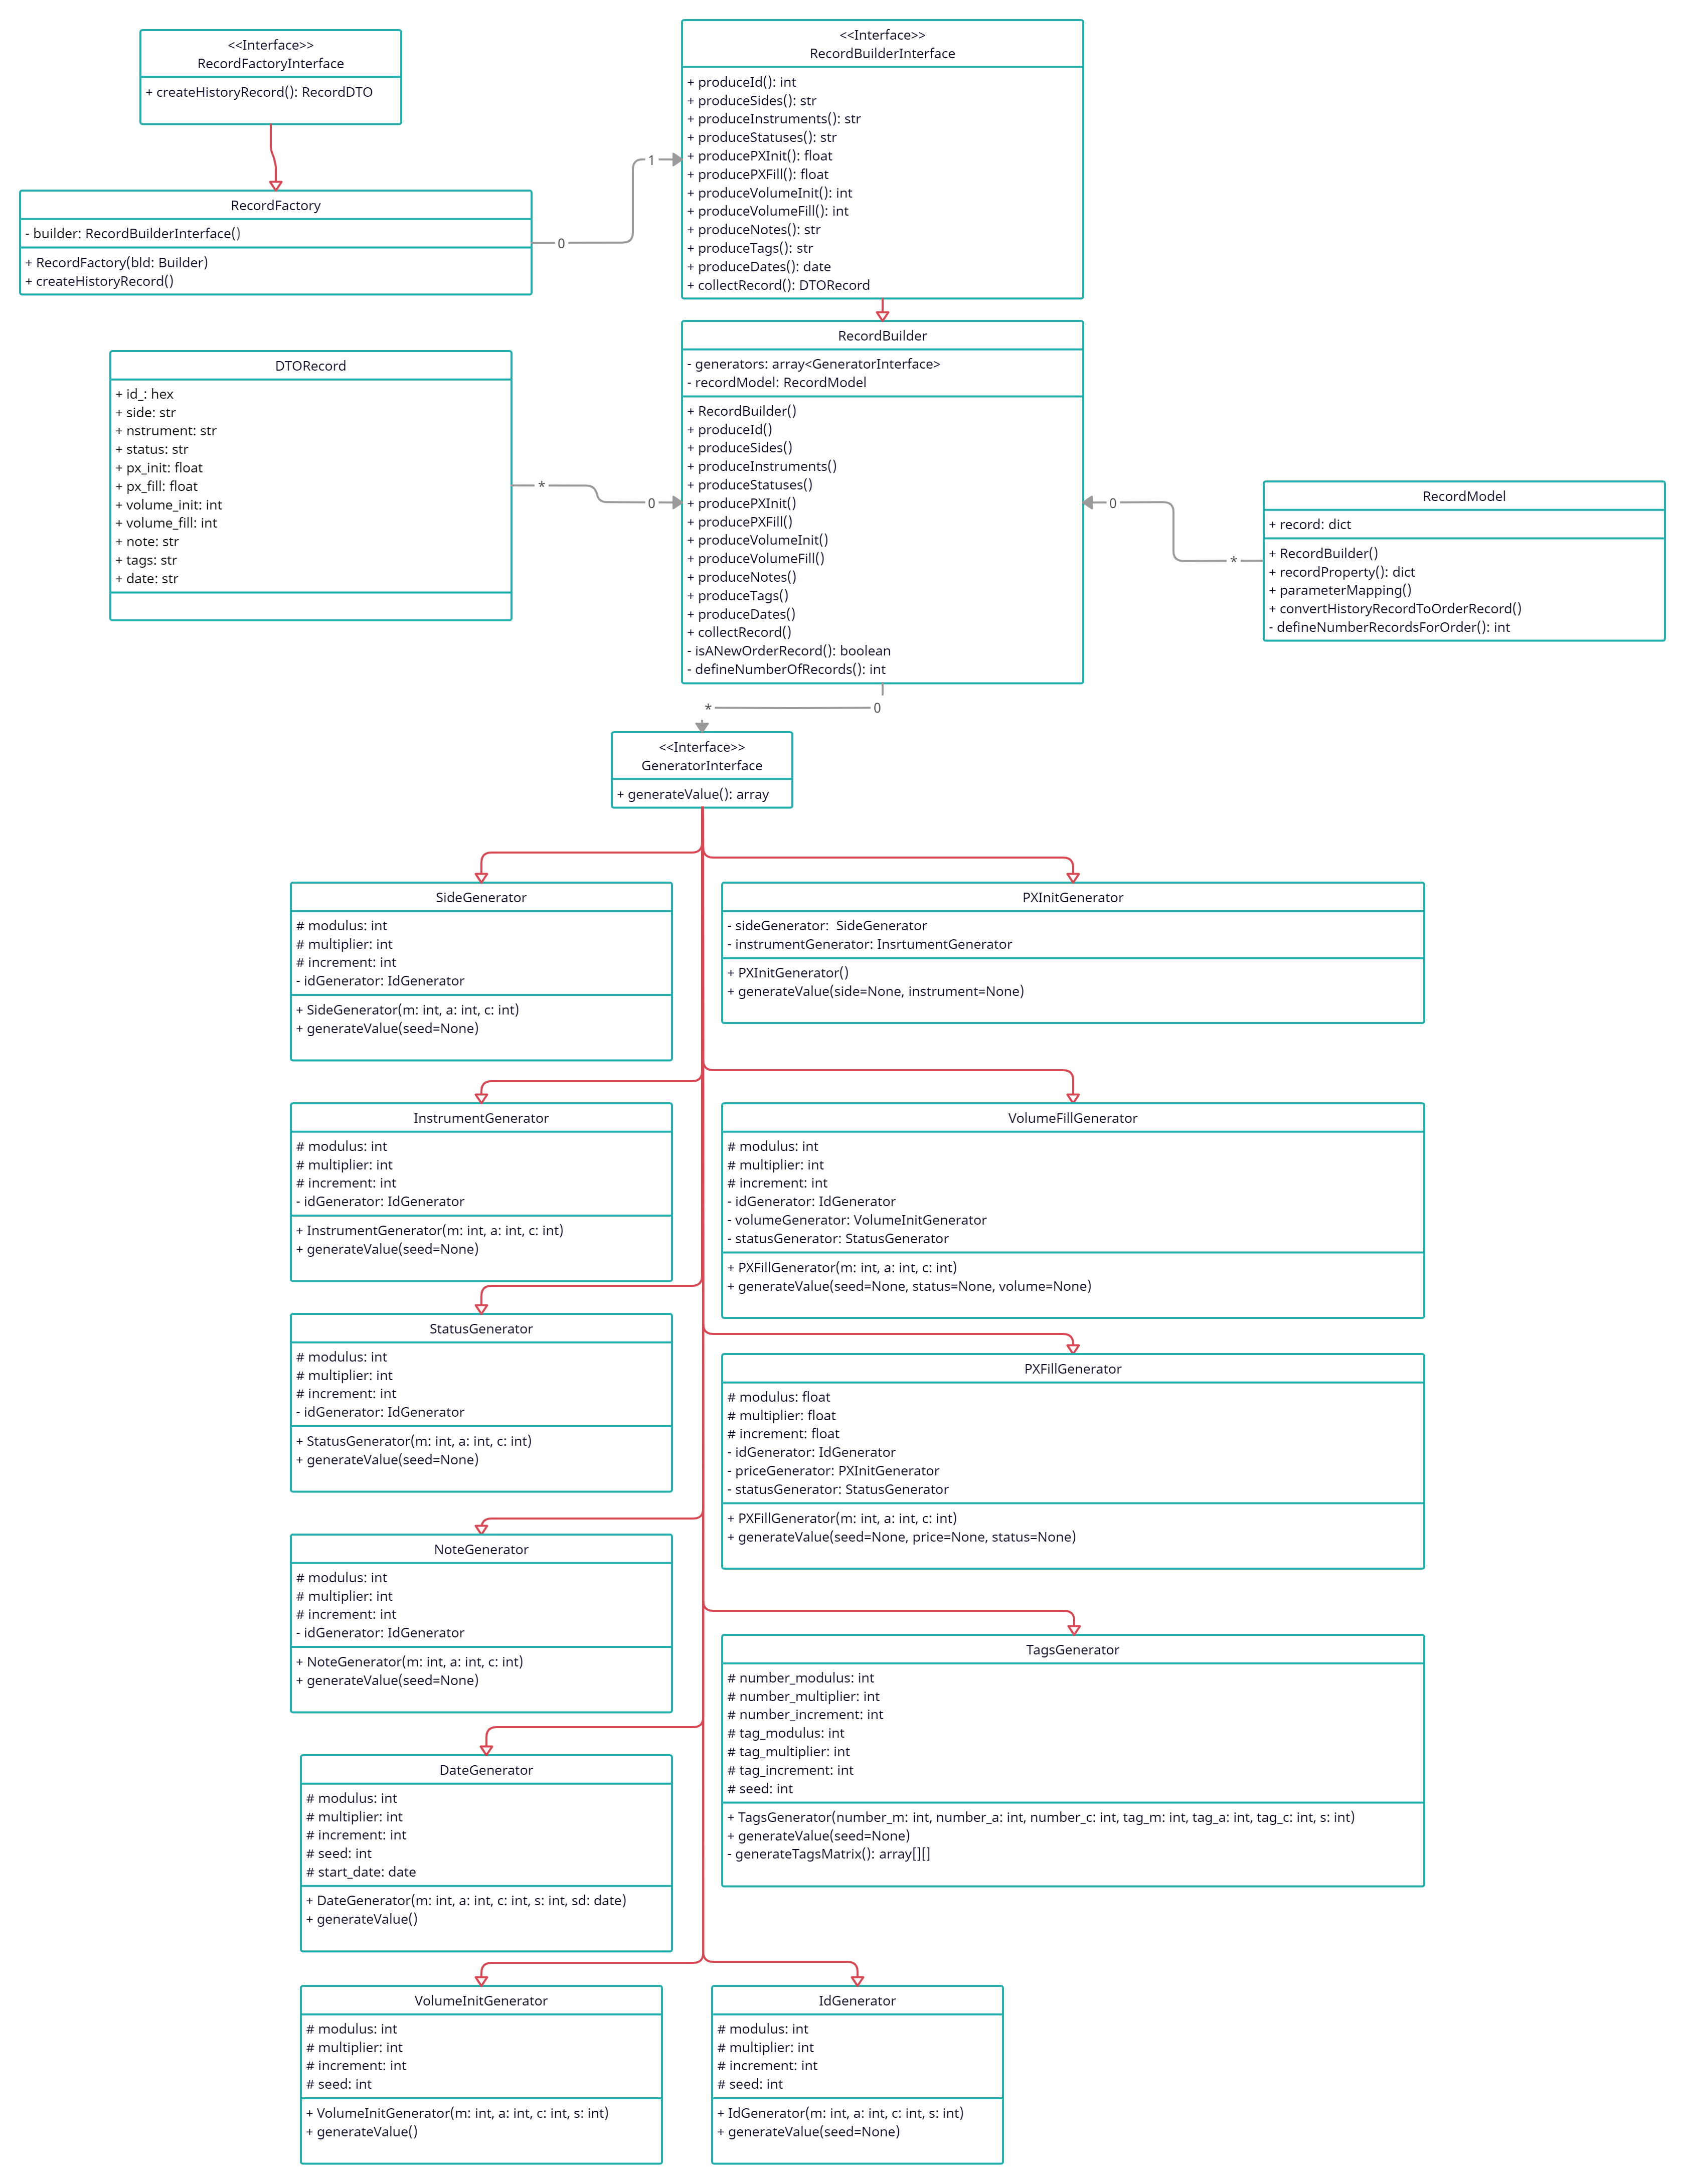 <<Interface>>
RecordFactoryInterface
+ createHistoryRecord(): RecordDTO
<<Interface>>
RecordBuilderInterface
+ produceId(): int
+ produceSides(): str
+ produceInstruments(): str
+ produceStatuses(): str
+ producePXInit(): float
+ producePXFill(): float
+ produceVolumeInit(): int
+ produceVolumeFill(): int
+ produceNotes(): str
+ produceTags(): str
+ produceDates(): date
+ collectRecord(): DTORecord
1
0
RecordFactory
- builder: RecordBuilderInterface()
+ RecordFactory(bld: Builder)
+ createHistoryRecord()
DTORecord
+ id_: hex
+ side: str
+ nstrument: str
+ status: str
+ px_init: float
+ px_fill: float
+ volume_init: int
+ volume_fill: int
+ note: str
+ tags: str
+ date: str
*
0
RecordBuilder
- generators: array<GeneratorInterface>
- recordModel: RecordModel
+ RecordBuilder()
+ produceId()
+ produceSides()
+ produceInstruments()
+ produceStatuses()
+ producePXInit()
+ producePXFill()
+ produceVolumeInit()
+ produceVolumeFill()
+ produceNotes()
+ produceTags()
+ produceDates()
+ collectRecord()
- isANewOrderRecord(): boolean
- defineNumberOfRecords(): int
0
*
RecordModel
+ record: dict
+ RecordBuilder()
+ recordProperty(): dict
+ parameterMapping()
+ convertHistoryRecordToOrderRecord()
- defineNumberRecordsForOrder(): int
*
0
<<Interface>>
GeneratorInterface
+ generateValue(): array
SideGenerator
# modulus: int
# multiplier: int
# increment: int
- idGenerator: IdGenerator
+ SideGenerator(m: int, a: int, c: int)
+ generateValue(seed=None)
PXInitGenerator
- sideGenerator:  SideGenerator
- instrumentGenerator: InsrtumentGenerator
+ PXInitGenerator()
+ generateValue(side=None, instrument=None)
InstrumentGenerator
# modulus: int
# multiplier: int
# increment: int
- idGenerator: IdGenerator
+ InstrumentGenerator(m: int, a: int, c: int)
+ generateValue(seed=None)
VolumeFillGenerator
# modulus: int
# multiplier: int
# increment: int
- idGenerator: IdGenerator
- volumeGenerator: VolumeInitGenerator
- statusGenerator: StatusGenerator
+ PXFillGenerator(m: int, a: int, c: int)
+ generateValue(seed=None, status=None, volume=None)
StatusGenerator
# modulus: int
# multiplier: int
# increment: int
- idGenerator: IdGenerator
+ StatusGenerator(m: int, a: int, c: int)
+ generateValue(seed=None)
PXFillGenerator
# modulus: float
# multiplier: float
# increment: float
- idGenerator: IdGenerator
- priceGenerator: PXInitGenerator
- statusGenerator: StatusGenerator
+ PXFillGenerator(m: int, a: int, c: int)
+ generateValue(seed=None, price=None, status=None)
NoteGenerator
# modulus: int
# multiplier: int
# increment: int
- idGenerator: IdGenerator
+ NoteGenerator(m: int, a: int, c: int)
+ generateValue(seed=None)
TagsGenerator
# number_modulus: int
# number_multiplier: int
# number_increment: int
# tag_modulus: int
# tag_multiplier: int
# tag_increment: int
# seed: int
+ TagsGenerator(number_m: int, number_a: int, number_c: int, tag_m: int, tag_a: int, tag_c: int, s: int)
+ generateValue(seed=None)
- generateTagsMatrix(): array[][]
DateGenerator
# modulus: int
# multiplier: int
# increment: int
# seed: int
# start_date: date
+ DateGenerator(m: int, a: int, c: int, s: int, sd: date)
+ generateValue()
VolumeInitGenerator
# modulus: int
# multiplier: int
# increment: int
# seed: int
+ VolumeInitGenerator(m: int, a: int, c: int, s: int)
+ generateValue()
IdGenerator
# modulus: int
# multiplier: int
# increment: int
# seed: int
+ IdGenerator(m: int, a: int, c: int, s: int)
+ generateValue(seed=None)